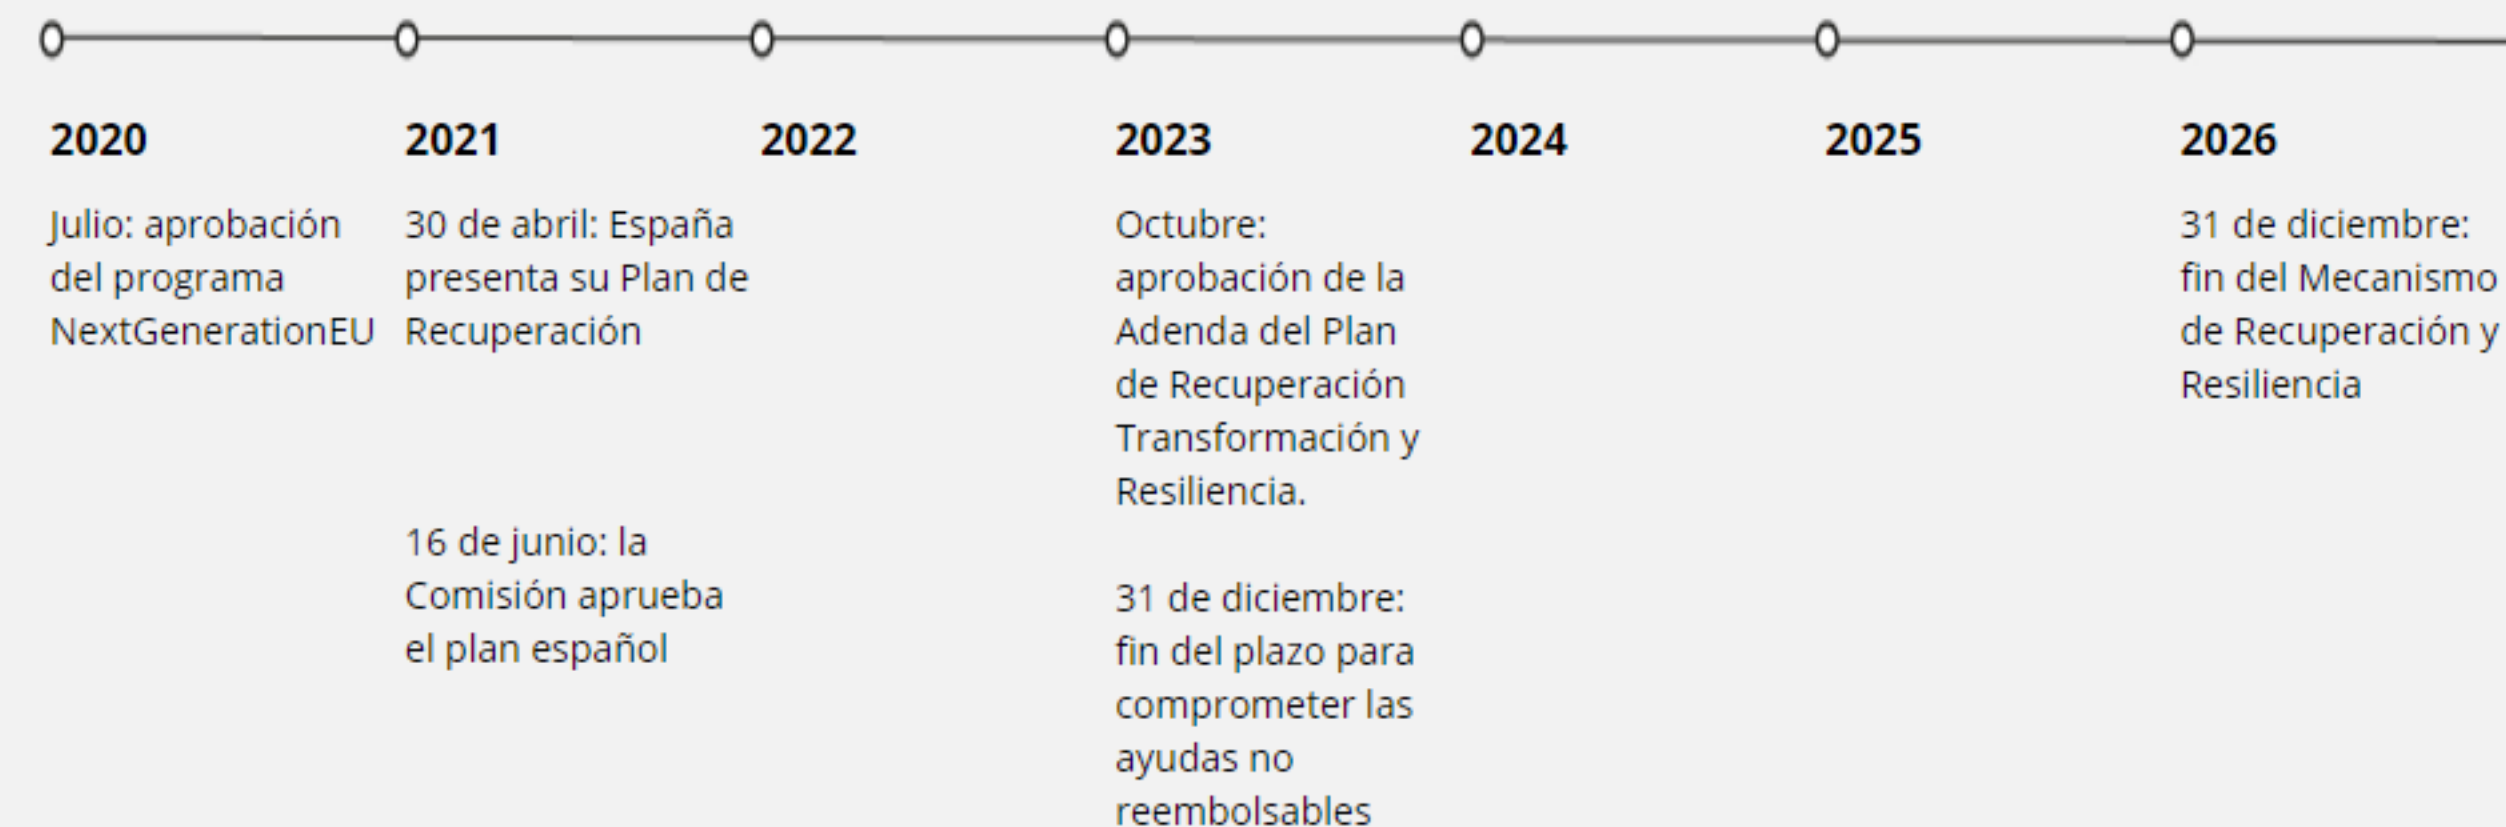 2020
Julio: aprobación
del programa
NextGenerationEU
2021
30 de abril: España
presenta su Plan de
Recuperación
16 de junio: la
Comisión aprueba
el plan español
2022
2023
Octubre:
aprobación de la
Adenda del Plan
de Recuperación
Transformación y
Resiliencia.
31 de diciembre:
fin del plazo para
comprometer las
ayudas no
reembolsables
2024
2025
2026
31 de diciembre:
fin del Mecanismo
de Recuperación y
Resiliencia